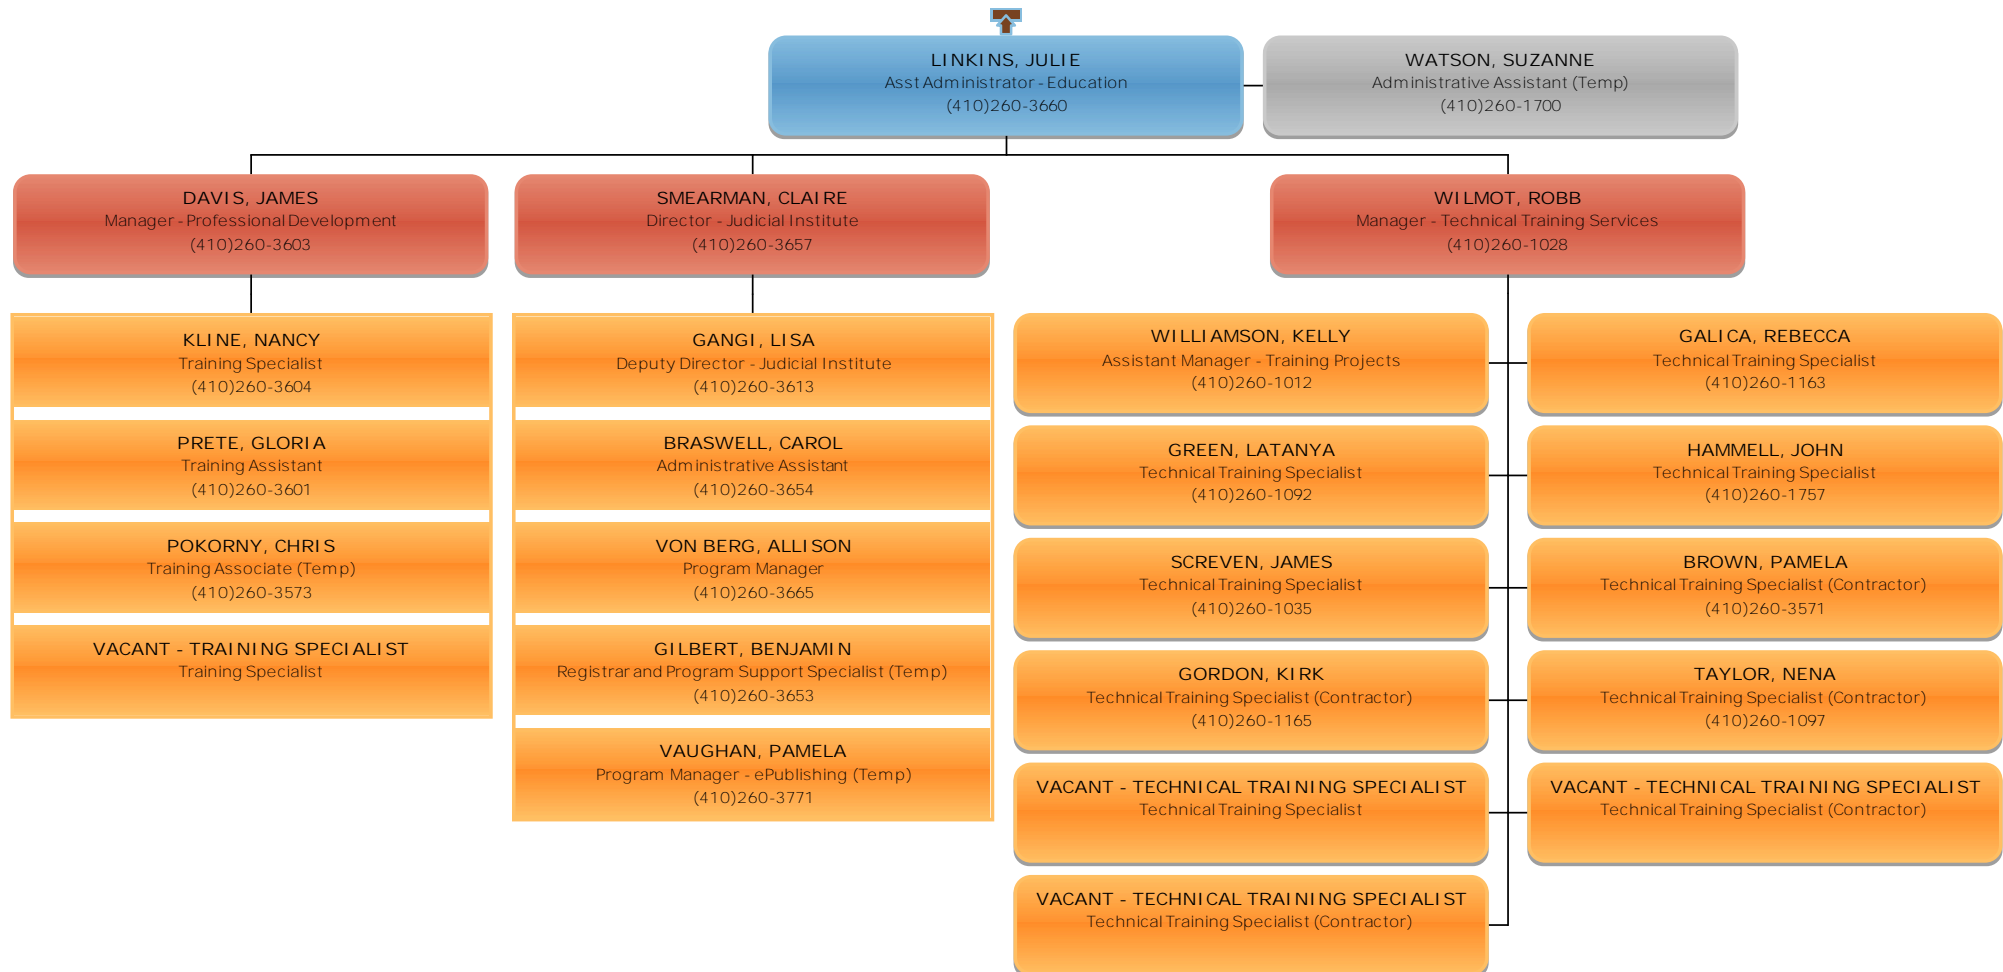 LINKINS, JULIE
Asst Administrator - Education
(410)260-3660
WATSON, SUZANNE
Administrative Assistant (Temp)
(410)260-1700
DAVIS, JAMES
Manager - Professional Development
(410)260-3603
SMEARMAN, CLAIRE
Director - Judicial Institute
(410)260-3657
WILMOT, ROBB
Manager - Technical Training Services
(410)260-1028
KLINE, NANCY
Training Specialist
(410)260-3604
PRETE, GLORIA
Training Assistant
(410)260-3601
POKORNY, CHRIS
Training Associate (Temp)
(410)260-3573
VACANT - TRAINING SPECIALIST
Training Specialist
GANGI, LISA
Deputy Director - Judicial Institute
(410)260-3613
BRASWELL, CAROL
Administrative Assistant
(410)260-3654
VON BERG, ALLISON
Program Manager
(410)260-3665
GILBERT, BENJAMIN
Registrar and Program Support Specialist (Temp)
(410)260-3653
VAUGHAN, PAMELA
Program Manager - ePublishing (Temp)
(410)260-3771
WILLIAMSON, KELLY
Assistant Manager - Training Projects
(410)260-1012
GALICA, REBECCA
Technical Training Specialist
(410)260-1163
GREEN, LATANYA
Technical Training Specialist
(410)260-1092
HAMMELL, JOHN
Technical Training Specialist
(410)260-1757
SCREVEN, JAMES
Technical Training Specialist
(410)260-1035
BROWN, PAMELA
Technical Training Specialist (Contractor)
(410)260-3571
GORDON, KIRK
Technical Training Specialist (Contractor)
(410)260-1165
TAYLOR, NENA
Technical Training Specialist (Contractor)
(410)260-1097
VACANT - TECHNICAL TRAINING SPECIALIST
Technical Training Specialist
VACANT - TECHNICAL TRAINING SPECIALIST
Technical Training Specialist (Contractor)
VACANT - TECHNICAL TRAINING SPECIALIST
Technical Training Specialist (Contractor)